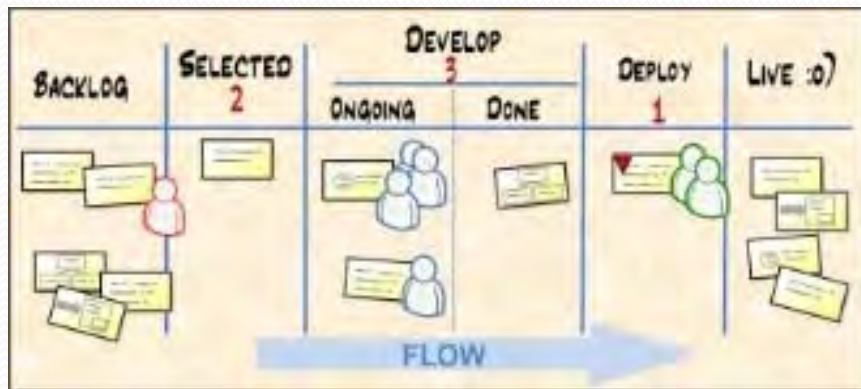 BACKLOG
SELECTED
2
DEVELOP
3
ONGOING
DONE
DEPLOY
1
LIVE :o)
FLOW